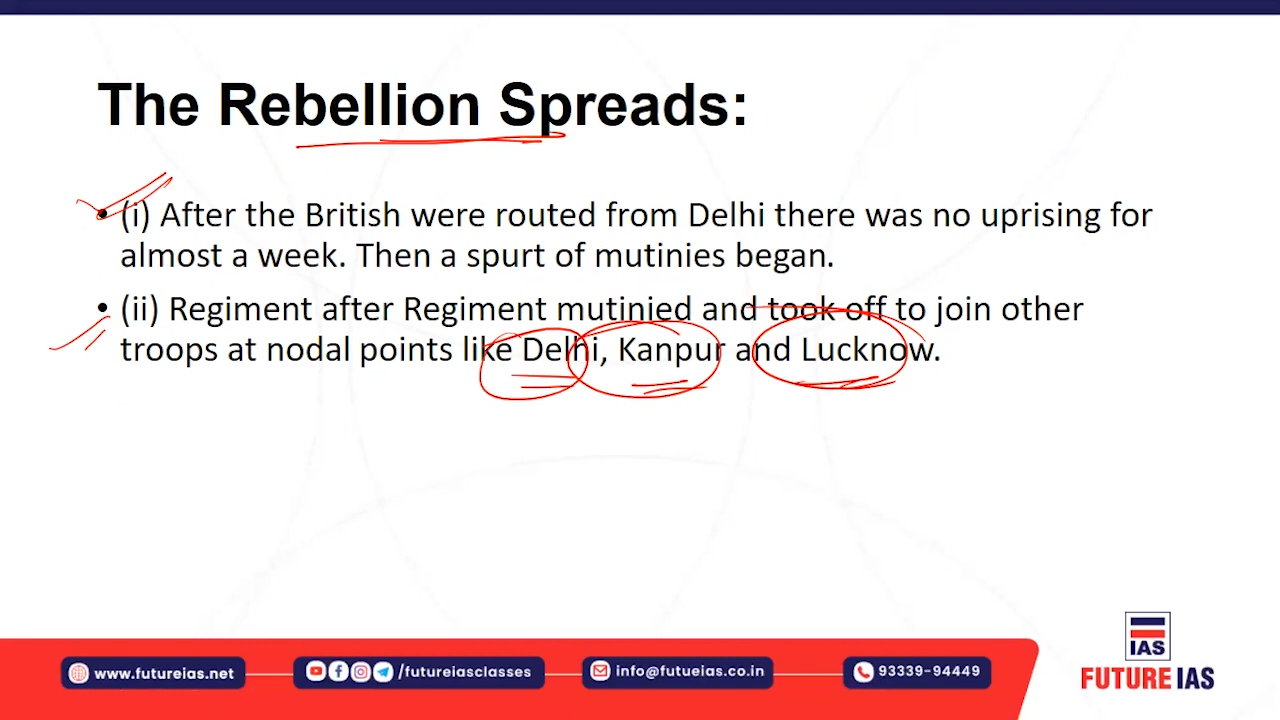 The Rebellion Spreads:
• (i) After the British were routed from Delhi there was no uprising for
almost a week. Then a spurt of mutinies began.
• (ii) Regiment after Regiment mutinied and took off to join other
troops at nodal points like Delhi, Kanpur and Lucknow.
IAS
FUTURE IAS
www.futureias.net
/futureiasclasses
info@futueias.co.in
93339-94449